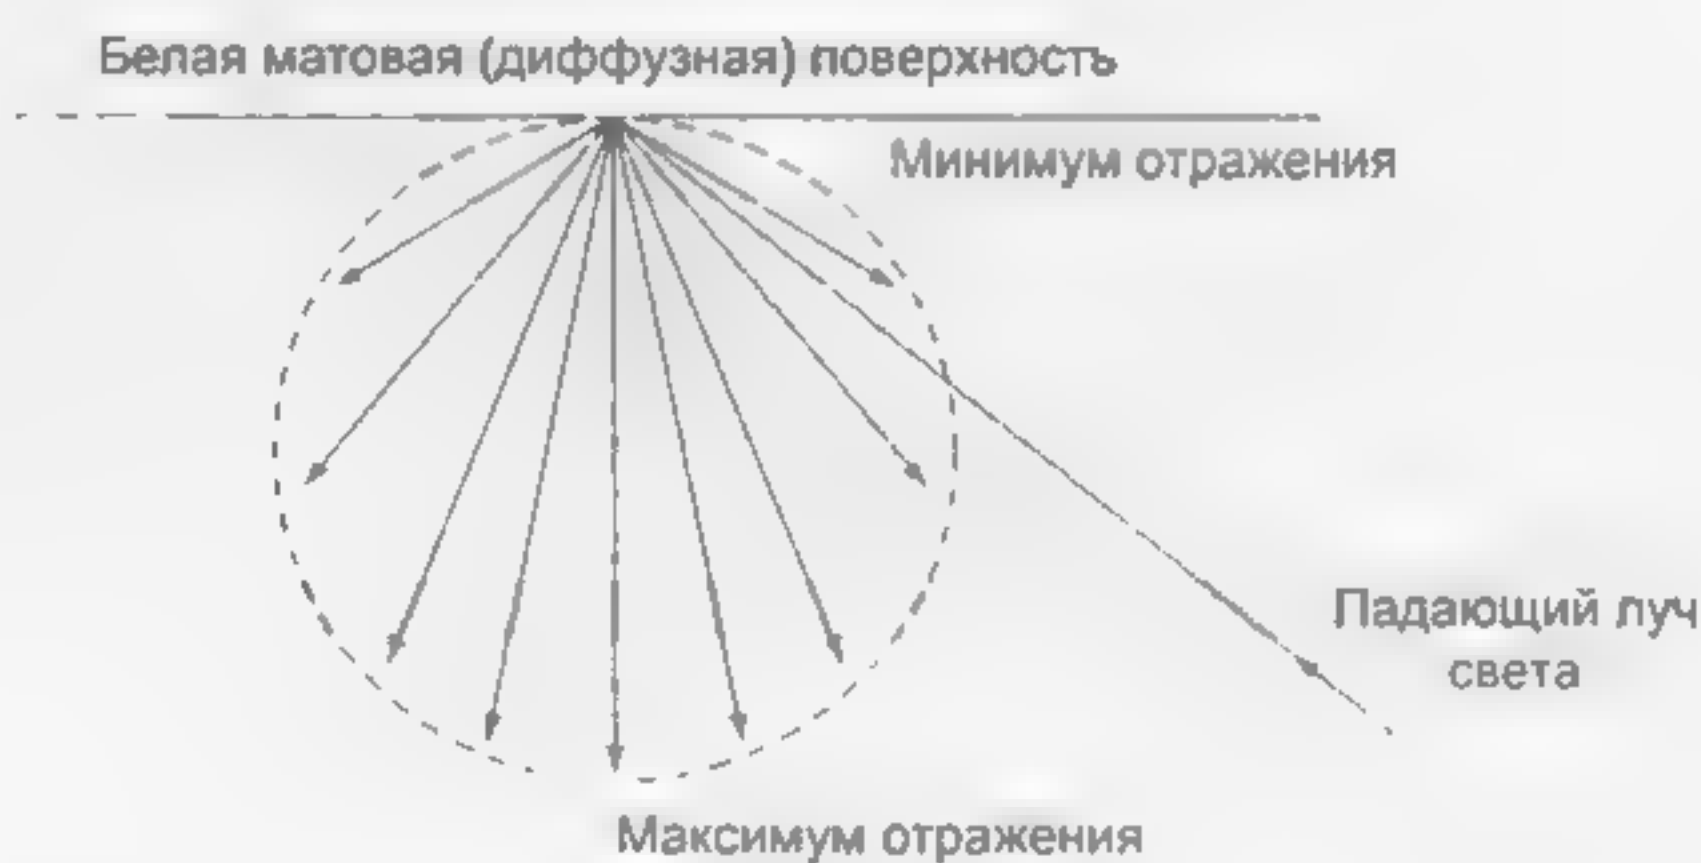 Белая матовая (диффузная) поверхность
Минимум отражения
Падающий луч
света
Максимум отражения